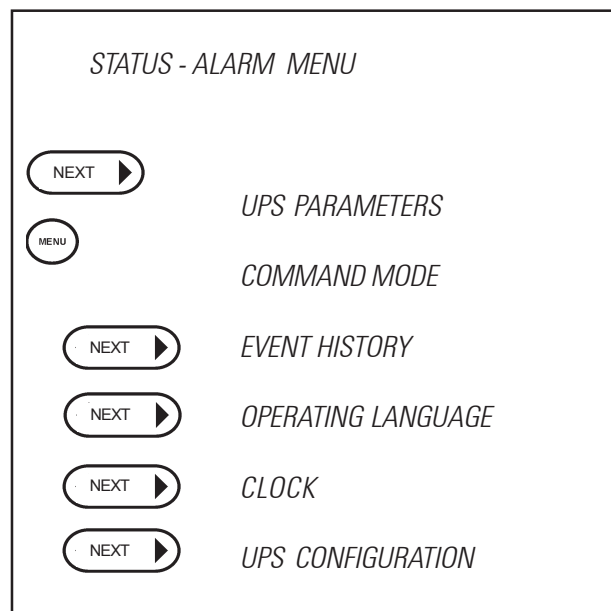 STATUS - ALARM MENU
NEXT
UPS PARAMETERS
MENU
COMMAND MODE
NEXT EVENT HISTORY
NEXT OPERATING LANGUAGE
NEXT CLOCK
NEXT UPS CONFIGURATION